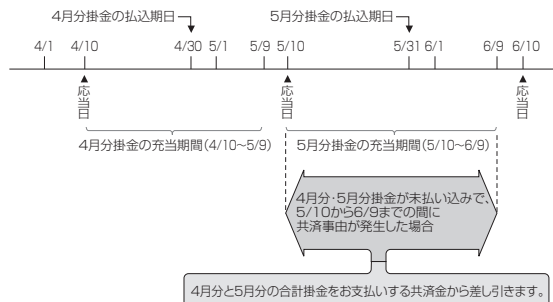 4月分掛金の払込期日
5月分掛金の払込期日
4/1 4/10 4/30 5/1 5/9 5/10 5/31 6/1 6/9 6/10
応当日
応当日
応当日
4月分掛金の充当期間(4/10~5/9)
5月分掛金の充当期間(5/10~6/9)
4月分・5月分掛金が未払い込みで、
5/10から6/9までの間に
共済事由が発生した場合
4月分と5月分の合計掛金をお支払いする共済金から差し引きます。